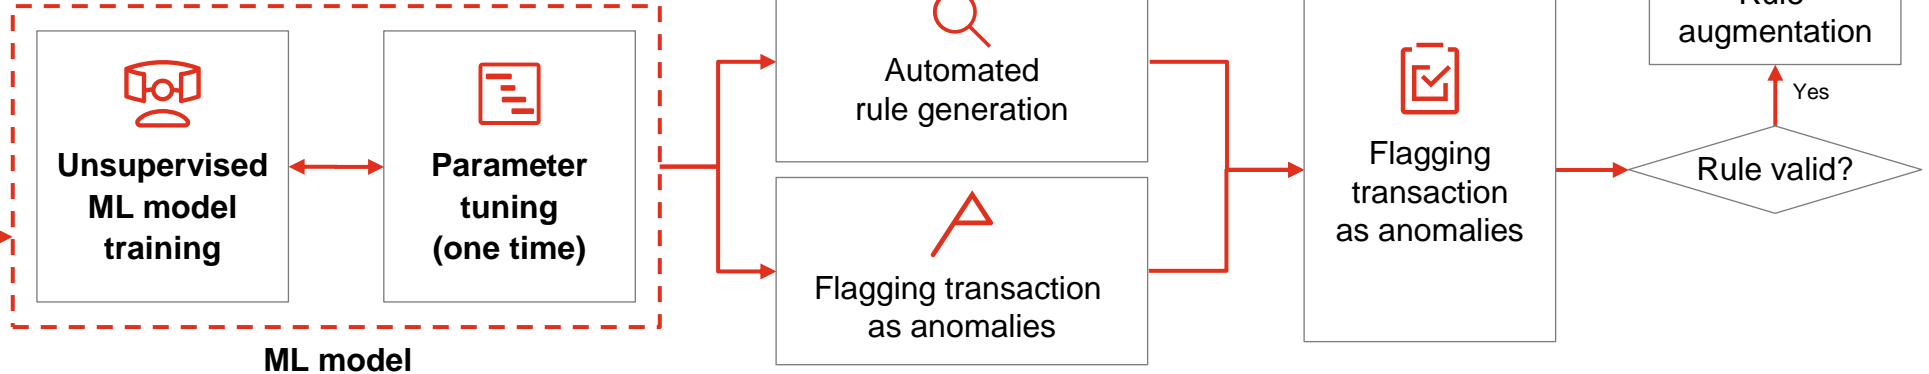 Unsupervised
ML model
training
Parameter
tuning
(one time)
ML model
Automated
rule generation
Flagging transaction
as anomalies
Flagging
transaction
as anomalies
Rule valid?
Yes
Rule
augmentation